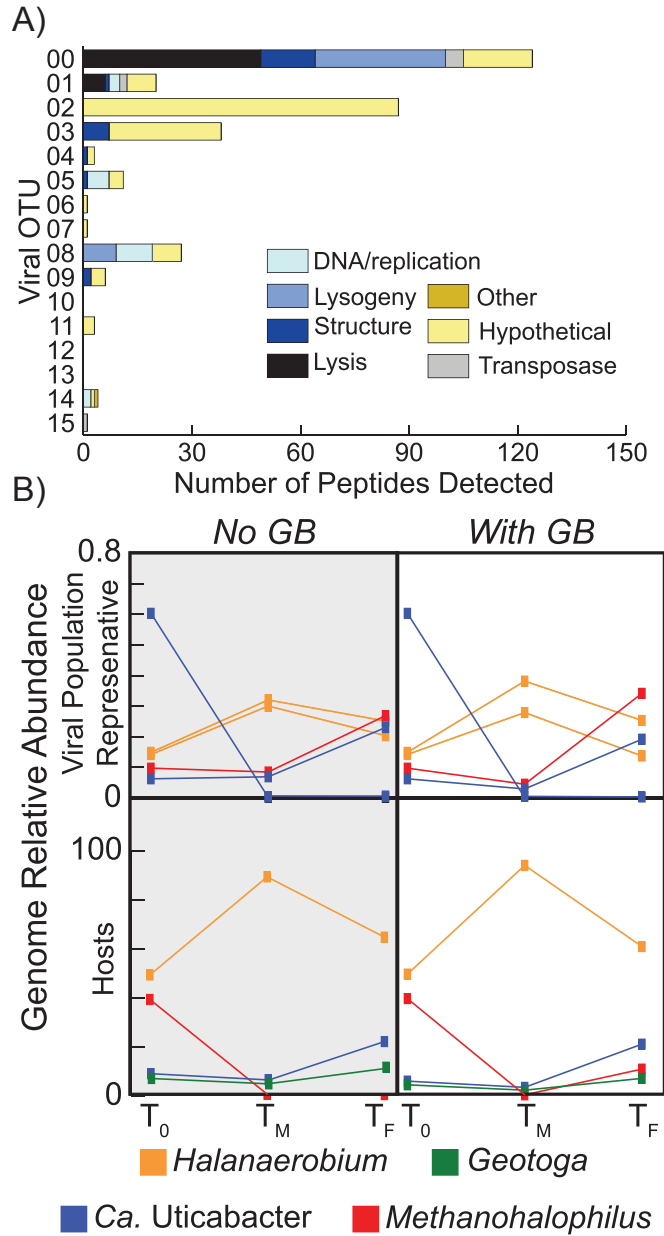 A)
Viral OTU
00
01
02
03
04
05
06
07
08
09
10
11
12
13
14
15
DNA/replication
Lysogeny
Structure
Lysis
Other
Hypothetical
Transposase
0 30 60 90 120 150
Number of Peptides Detected
B)
No GB With GB
Genome Relative Abundance
Viral Population
Represenative
0.8
0
Hosts
100
0
T0 TM TF T0 TM TF
Halanaerobium Geotoga
Ca. Uticabacter Methanohalophilus